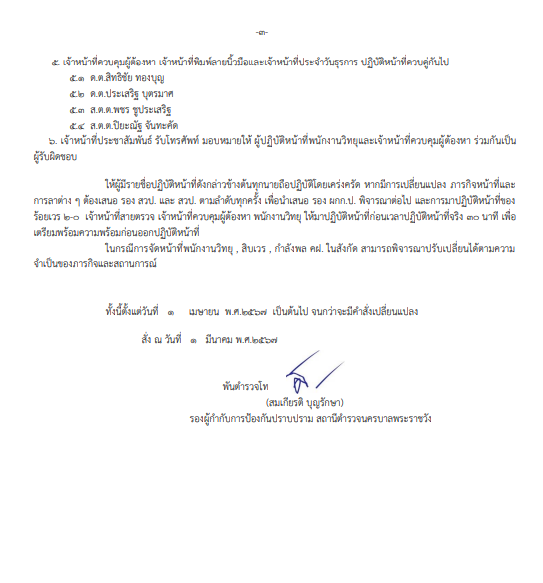 -๓-
๕. เจ้าหน้าที่ควบคุมผู้ต้องหา เจ้าหน้าที่พิมพ์ลายนิ้วมือและเจ้าหน้าที่ประจำวันธุรการ ปฏิบัติหน้าที่ควบคู่กันไป
๕.๑ ด.ต.สิทธิชัย ทองบุญ
๕.๒ ด.ต.ประเสริฐ บุตรมาศ
๕.๓ ส.ต.ต.พชร ชูประเสริฐ
๕.๔ ส.ต.ต.ปิยะณัฐ จันทะคัด
๖. เจ้าหน้าที่ประชาสัมพันธ์ รับโทรศัพท์ มอบหมายให้ ผู้ปฏิบัติหน้าที่พนักงานวิทยุและเจ้าหน้าที่ควบคุมผู้ต้องหา ร่วมกันเป็น
ผู้รับผิดชอบ
ให้ผู้มีรายชื่อปฏิบัติหน้าที่ดังกล่าวข้างต้นทุกนายถือปฏิบัติโดยเคร่งครัด หากมีการเปลี่ยนแปลง ภารกิจหน้าที่และ
การลาต่าง ๆ ต้องเสนอ รอง สวป. และ สวป. ตามลำดับทุกครั้ง เพื่อนำเสนอ รอง ผกก.ป. พิจารณาต่อไป และการมาปฏิบัติหน้าที่ของ
ร้อยเวร ๒-๐ เจ้าหน้าที่สายตรวจ เจ้าหน้าที่ควบคุมผู้ต้องหา พนักงานวิทยุ ให้มาปฏิบัติหน้าที่ก่อนเวลาปฏิบัติหน้าที่จริง ๓๐ นาที เพื่อ
เตรียมพร้อมความพร้อมก่อนออกปฏิบัติหน้าที่
ในกรณีการจัดหน้าที่พนักงานวิทยุ , สิบเวร , กำลังพล คฝ. ในสังกัด สามารถพิจารณาปรับเปลี่ยนได้ตามความ
จำเป็นของภารกิจและสถานการณ์
ทั้งนี้ตั้งแต่วันที่ ๑ เมษายน พ.ศ.๒๕๖๗ เป็นต้นไป จนกว่าจะมีคำสั่งเปลี่ยนแปลง
สั่ง ณ วันที่ ๑ มีนาคม พ.ศ.๒๕๖๗
พันตำรวจโท
(สมเกียรติ บุญรักษา)
รองผู้กำกับการป้องกันปราบปราม สถานีตำรวจนครบาลพระราชวัง